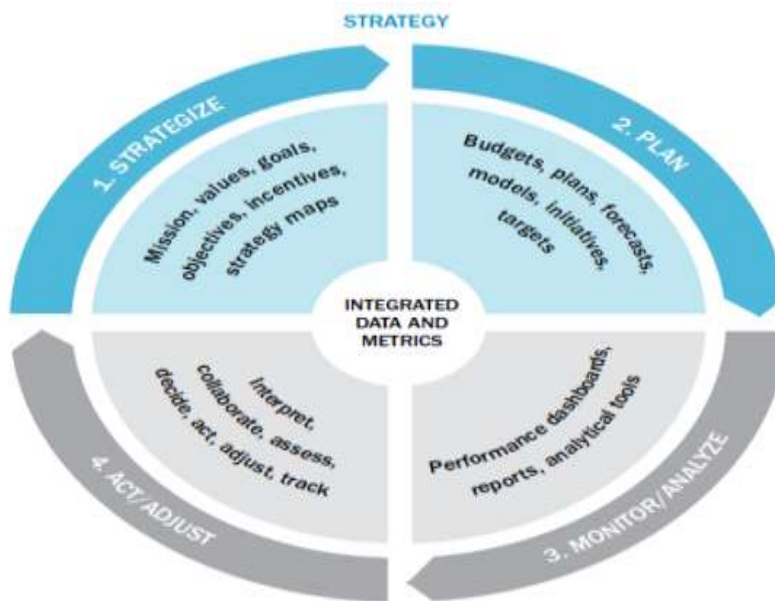 STRATEGY
1. STRATEGIZE
Mission, values, goals,
objectives, incentives,
strategy maps
2. PLAN
Budgets, plans, forecasts,
models, initiatives,
targets
INTEGRATED
DATA AND
METRICS
Interpret,
collaborate, assess,
decide, act, adjust, track
4. ACT/ADJUST
Performance dashboards,
reports, analytical tools
3. MONITOR/ANALYZE